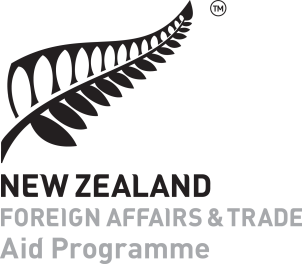 TM
NEW ZEALAND
FOREIGN AFFAIRS & TRADE
Aid Programme